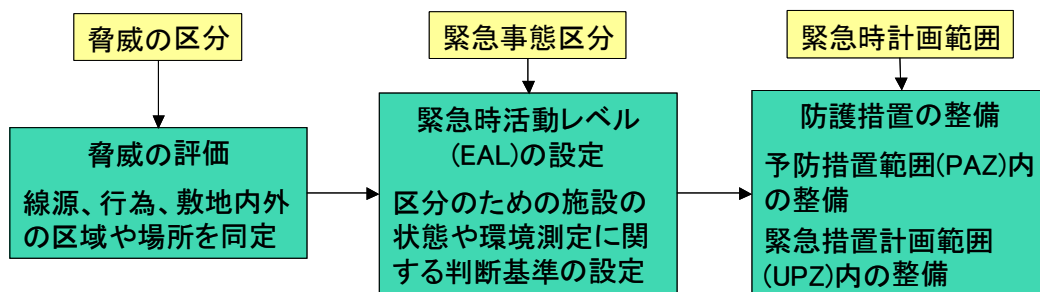 脅威の区分
緊急事態区分
緊急時計画範囲
脅威の評価
線源、行為、敷地内外
の区域や場所を同定
緊急時活動レベル
(EAL)の設定
区分のための施設の
状態や環境測定に関
する判断基準の設定
防護措置の整備
予防措置範囲(PAZ)内
の整備
緊急措置計画範囲
(UPZ)内の整備